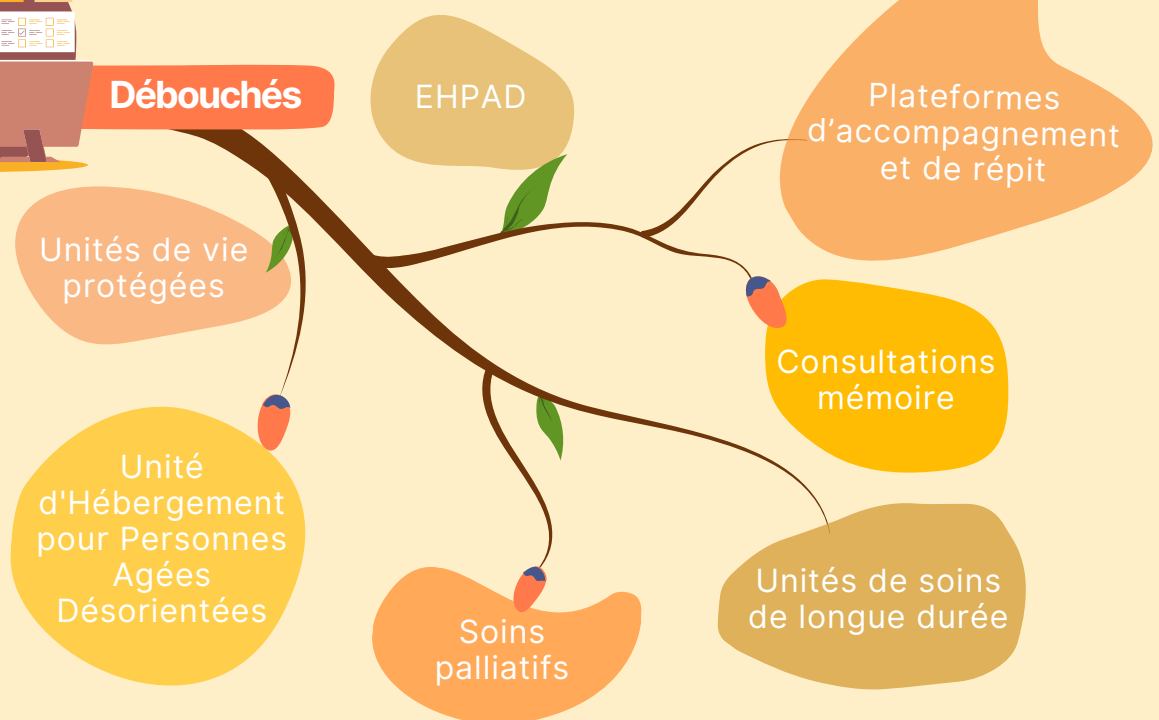 Débouchés
EHPAD
Plateformes
d’accompagnement
et de répit
Unités de vie
protégées
Consultations
mémoire
Unité
d'Hébergement
pour Personnes
Agées
Désorientées
Unités de soins
de longue durée
Soins
palliatifs